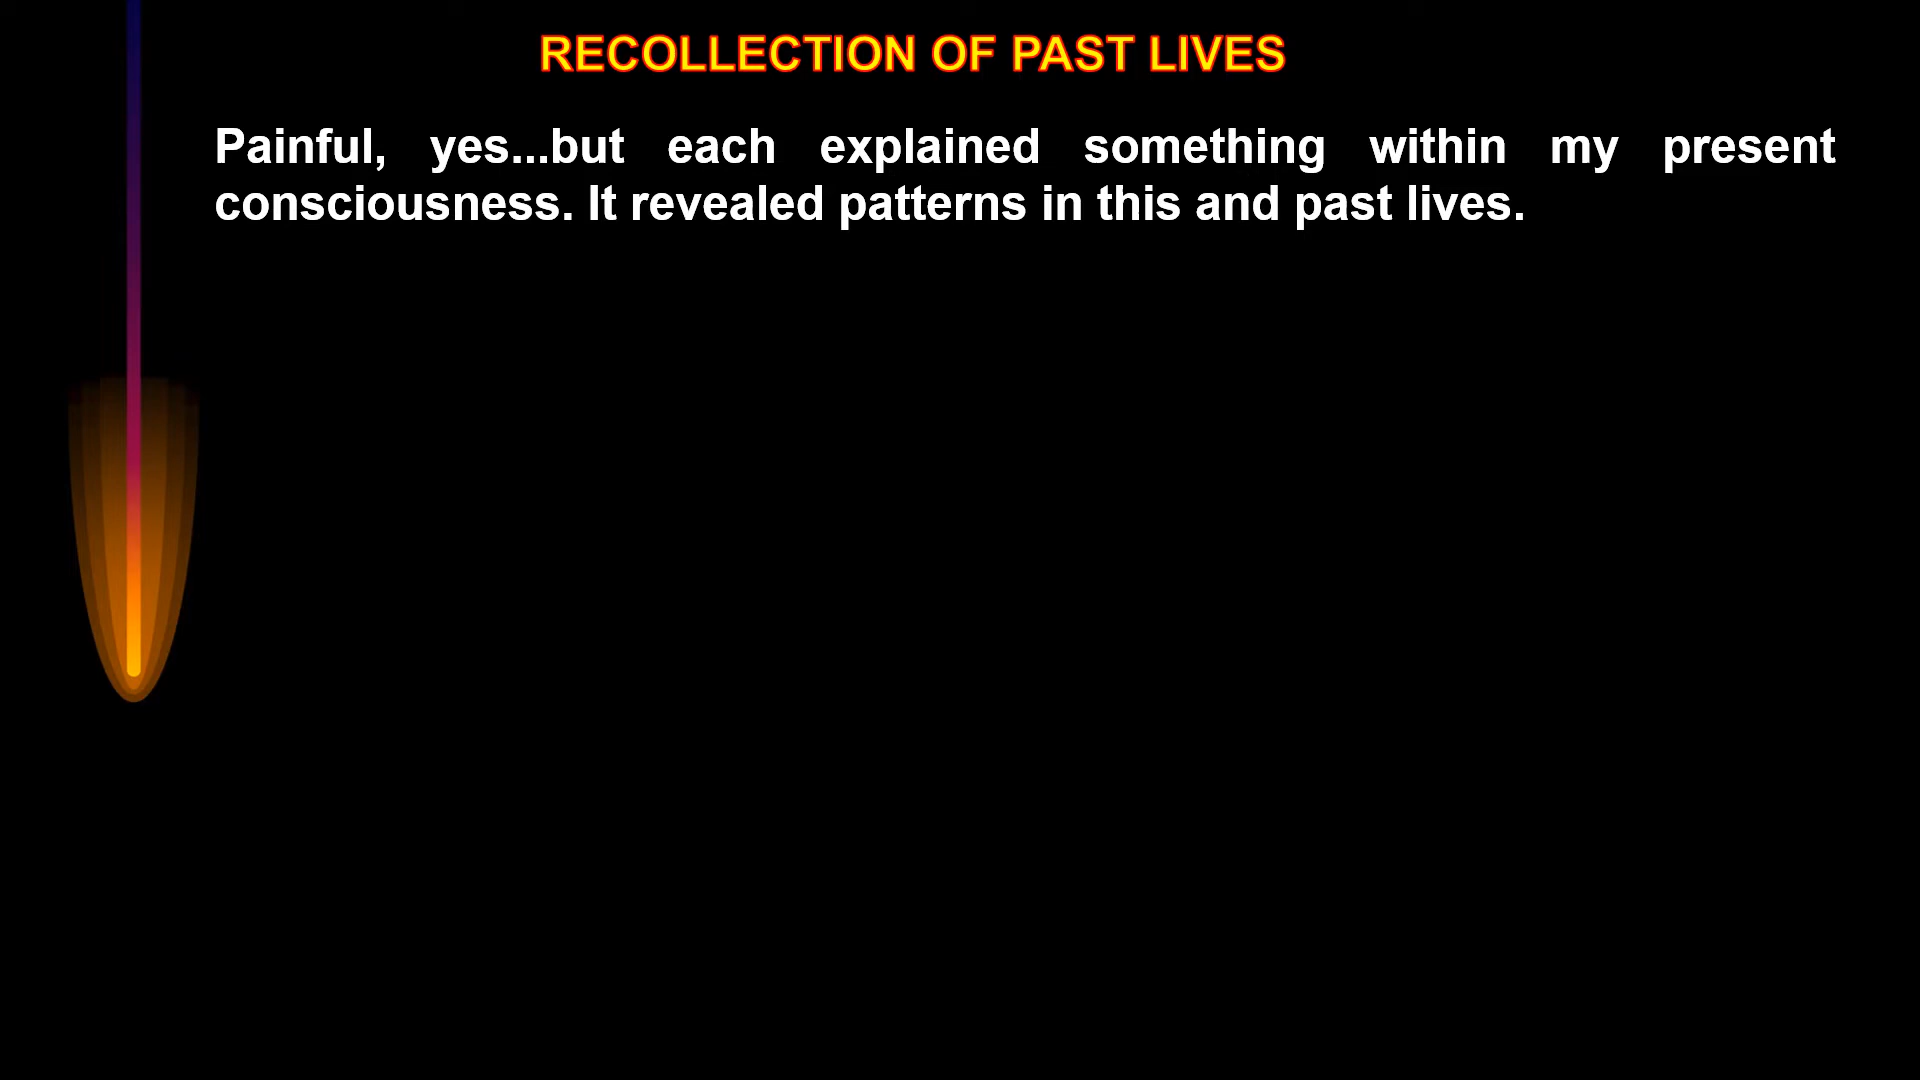 RECOLLECTION OF PAST LIVES
Painful, yes...but each explained something within my present
consciousness. It revealed patterns in this and past lives.